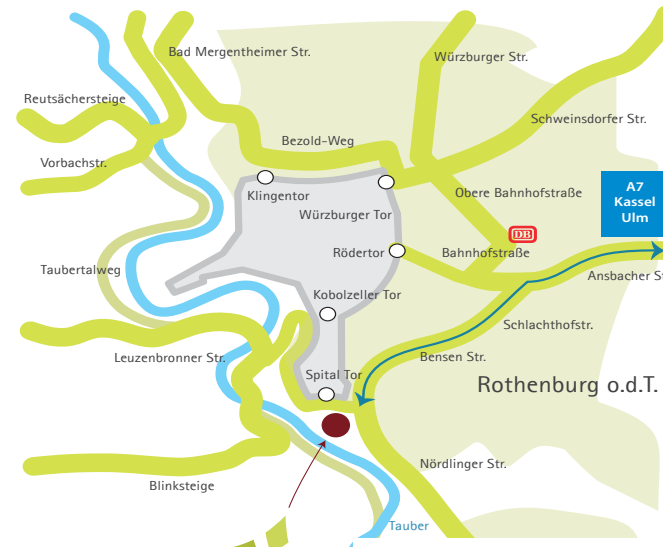 Bad Mergentheimer Str.
Würzburger Str.
Reutsächersteige
Schweinsdorfer Str.
Bezold-Weg
Vorbachstr.
Klingentor
Obere Bahnhofstraße
A7
Kassel
Ulm
Würzburger Tor
DB
Rödertor
Bahnhofstraße
Taubertalweg
Ansbacher St
Kobolzeller Tor
Schlachthofstr.
Leuzenbronner Str.
Bensen Str.
Spital Tor
Rothenburg o.d.T.
Nördlinger Str.
Blinksteige
Tauber